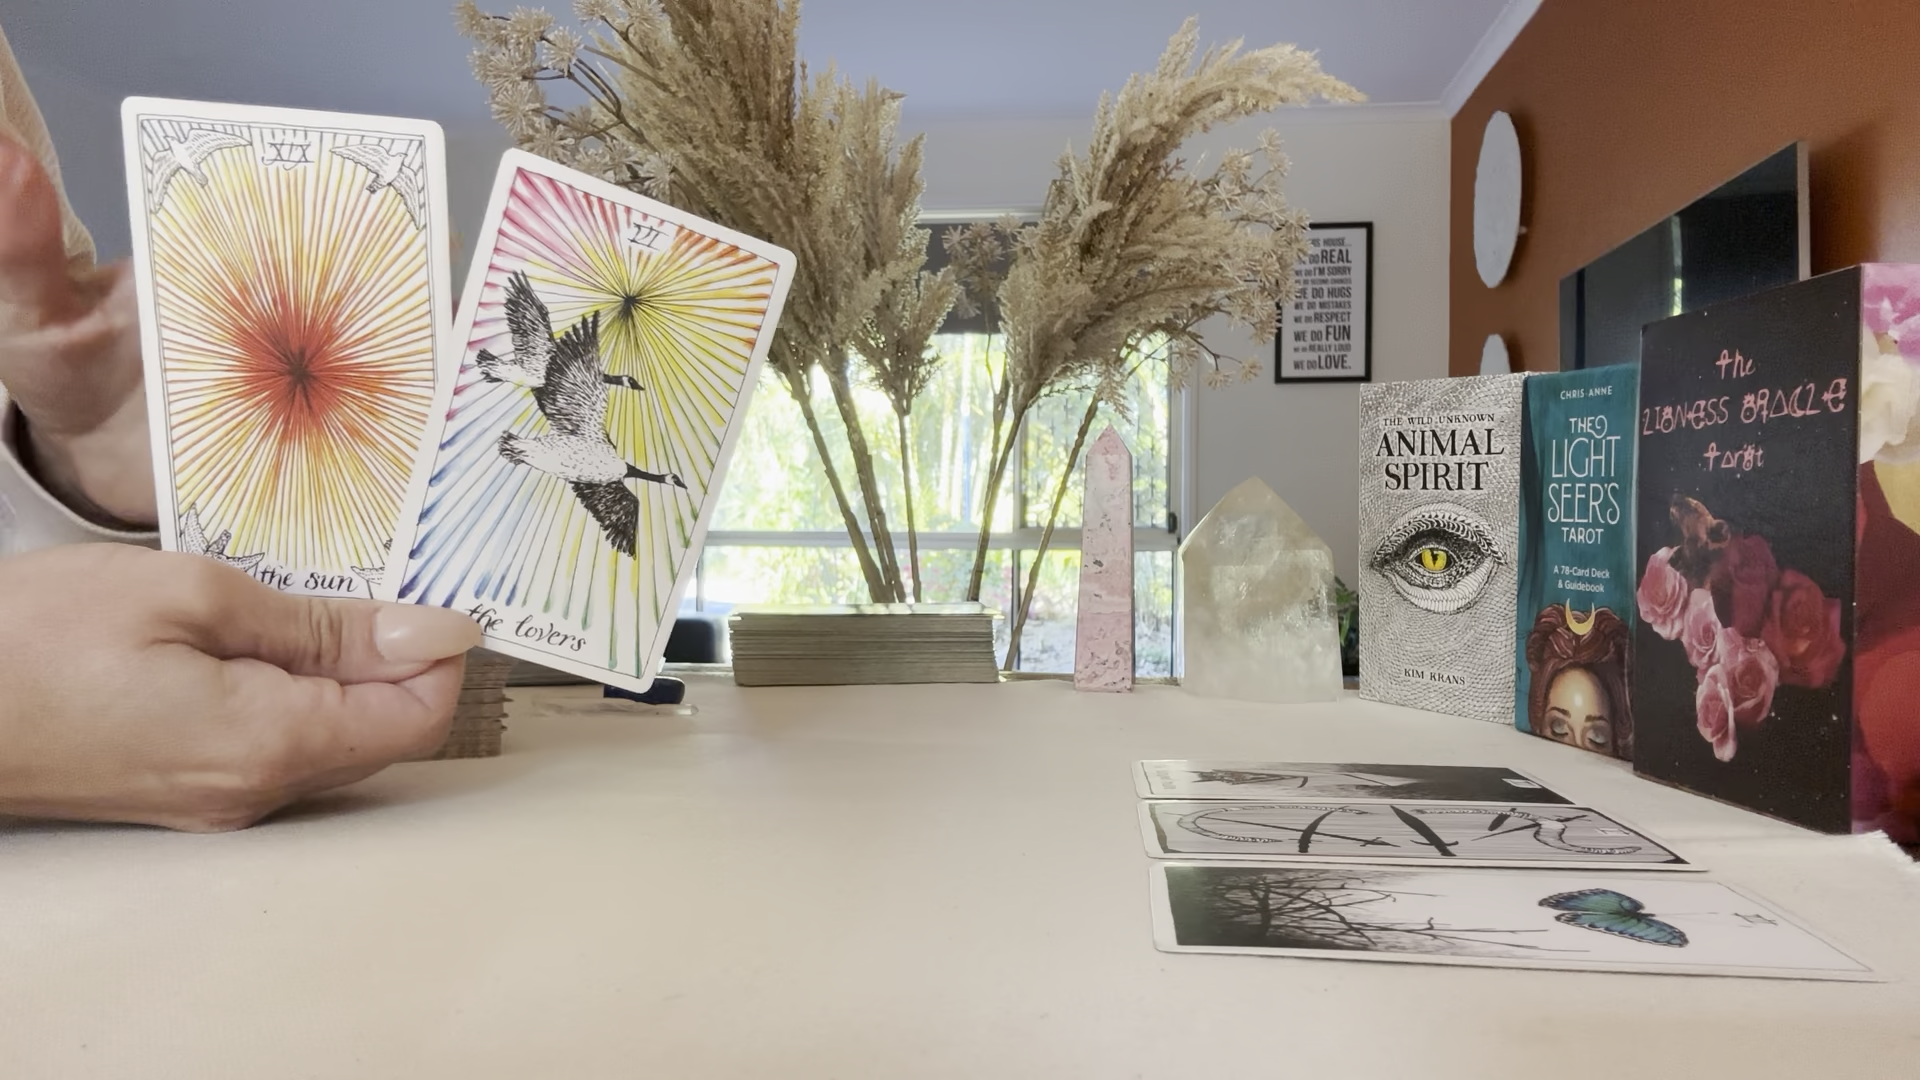 XIX
the sun
VI
the lovers
REAL
WE DO I'M SORRY
WE DO HUGS
WE DO MISTAKES
WE DO RESPECT
WE DO FUN
WE DO REALLY LOUD
WE DO LOVE.
THE WILD UNKNOWN
ANIMAL
SPIRIT
KIM KRANS
CHRIS-ANNE
THE
LIGHT
SEER'S
TAROT
A 78-Card Deck
& Guidebook
the
LIONESS ORACLE
tarot